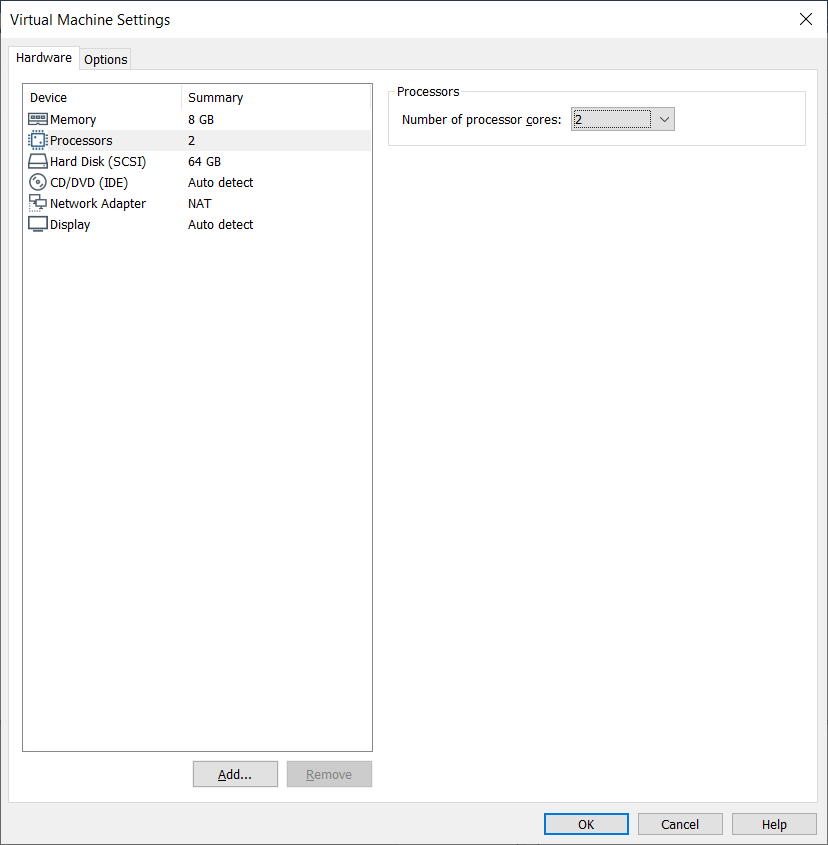 Virtual Machine Settings
Hardware Options
Device Summary
Memory 8 GB
Processors 2
Hard Disk (SCSI) 64 GB
CD/DVD (IDE) Auto detect
Network Adapter NAT
Display Auto detect
Processors
Number of processor cores: 2
Add... Remove
OK Cancel Help